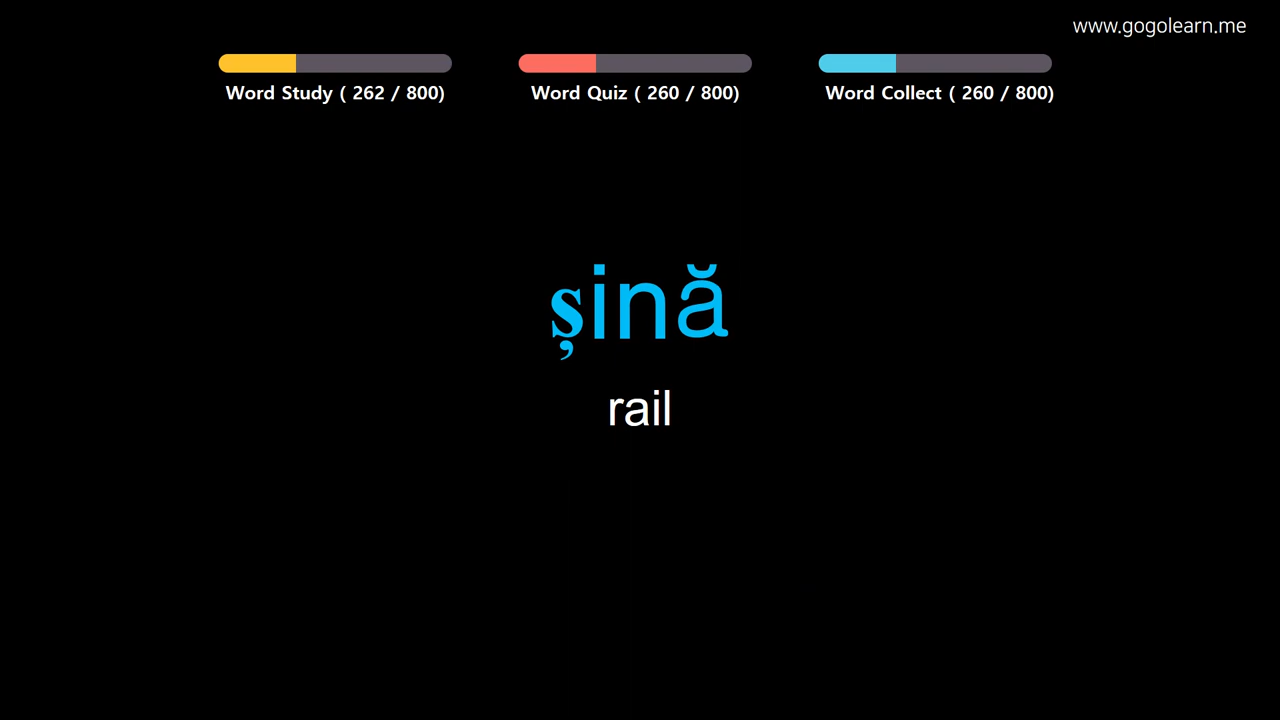 www.gogolearn.me
Word Study ( 262 / 800)
Word Quiz ( 260 / 800)
Word Collect ( 260 / 800)
șină
rail